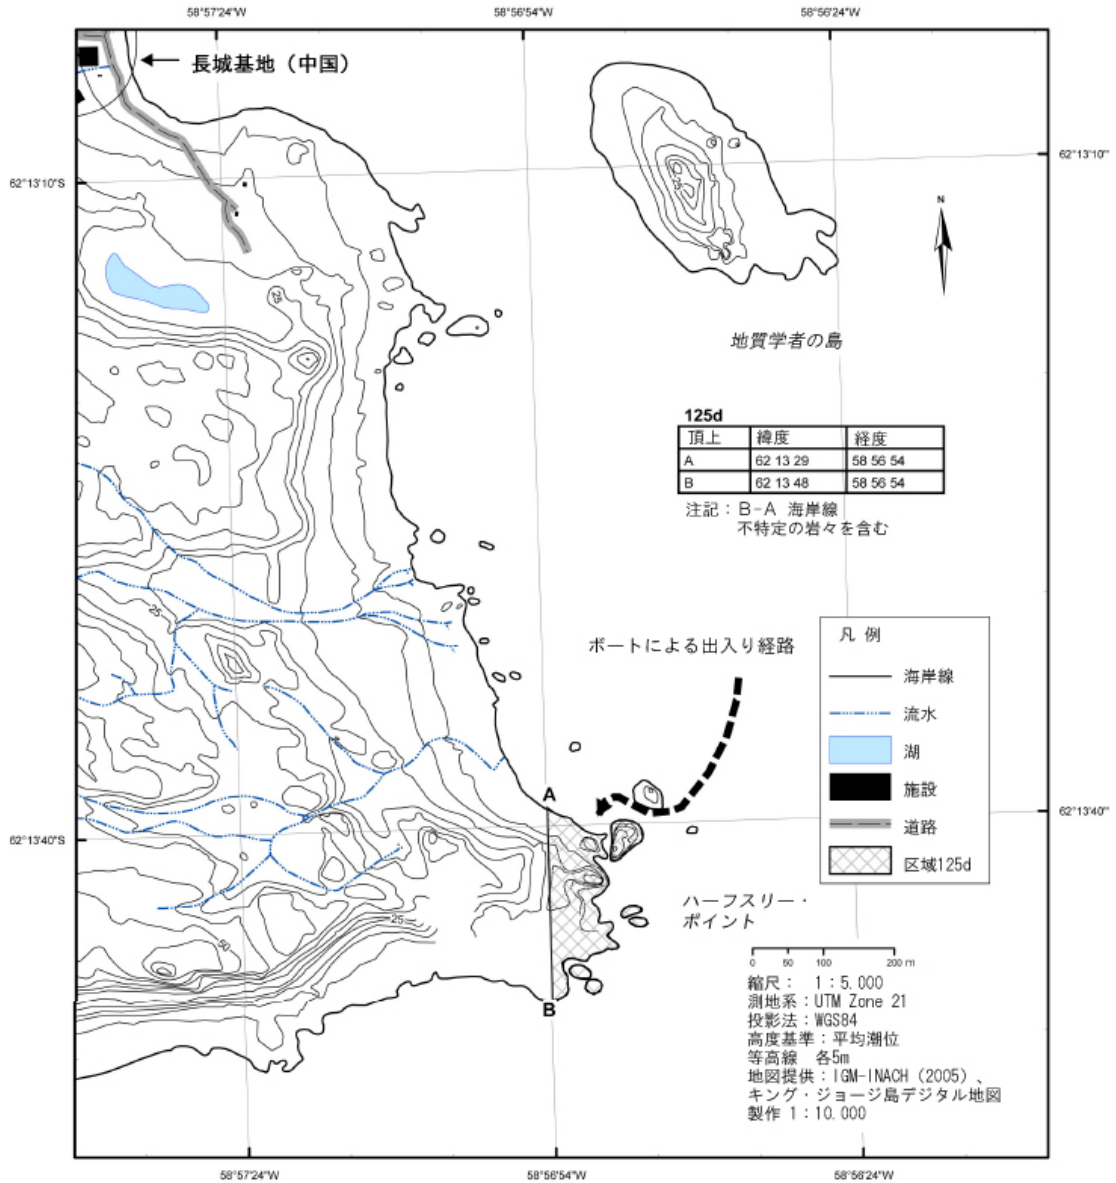 58°57'24"W
58°56'54"W
58°56'24"W
長城基地（中国）
62°13'10"S
62°13'10"
N
25
25
地質学者の島
125d
頂上 緯度 経度
A 62 13 29 58 56 54
B 62 13 48 58 56 54
注記：B-A 海岸線
不特定の岩々を含む
25
ボートによる出入り経路
凡 例
海岸線
流水
湖
施設
道路
区域125d
A
62°13'40"S
62°13'40"
ハーフスリー・
ポイント
25
50
B
0 50 100 200 m
縮尺： 1：5.000
測地系：UTM Zone 21
投影法：WGS84
高度基準：平均潮位
等高線 各5m
地図提供：IGM-INACH（2005）、
キング・ジョージ島デジタル地図
製作 1：10.000
58°57'24"W
58°56'54"W
58°56'24"W